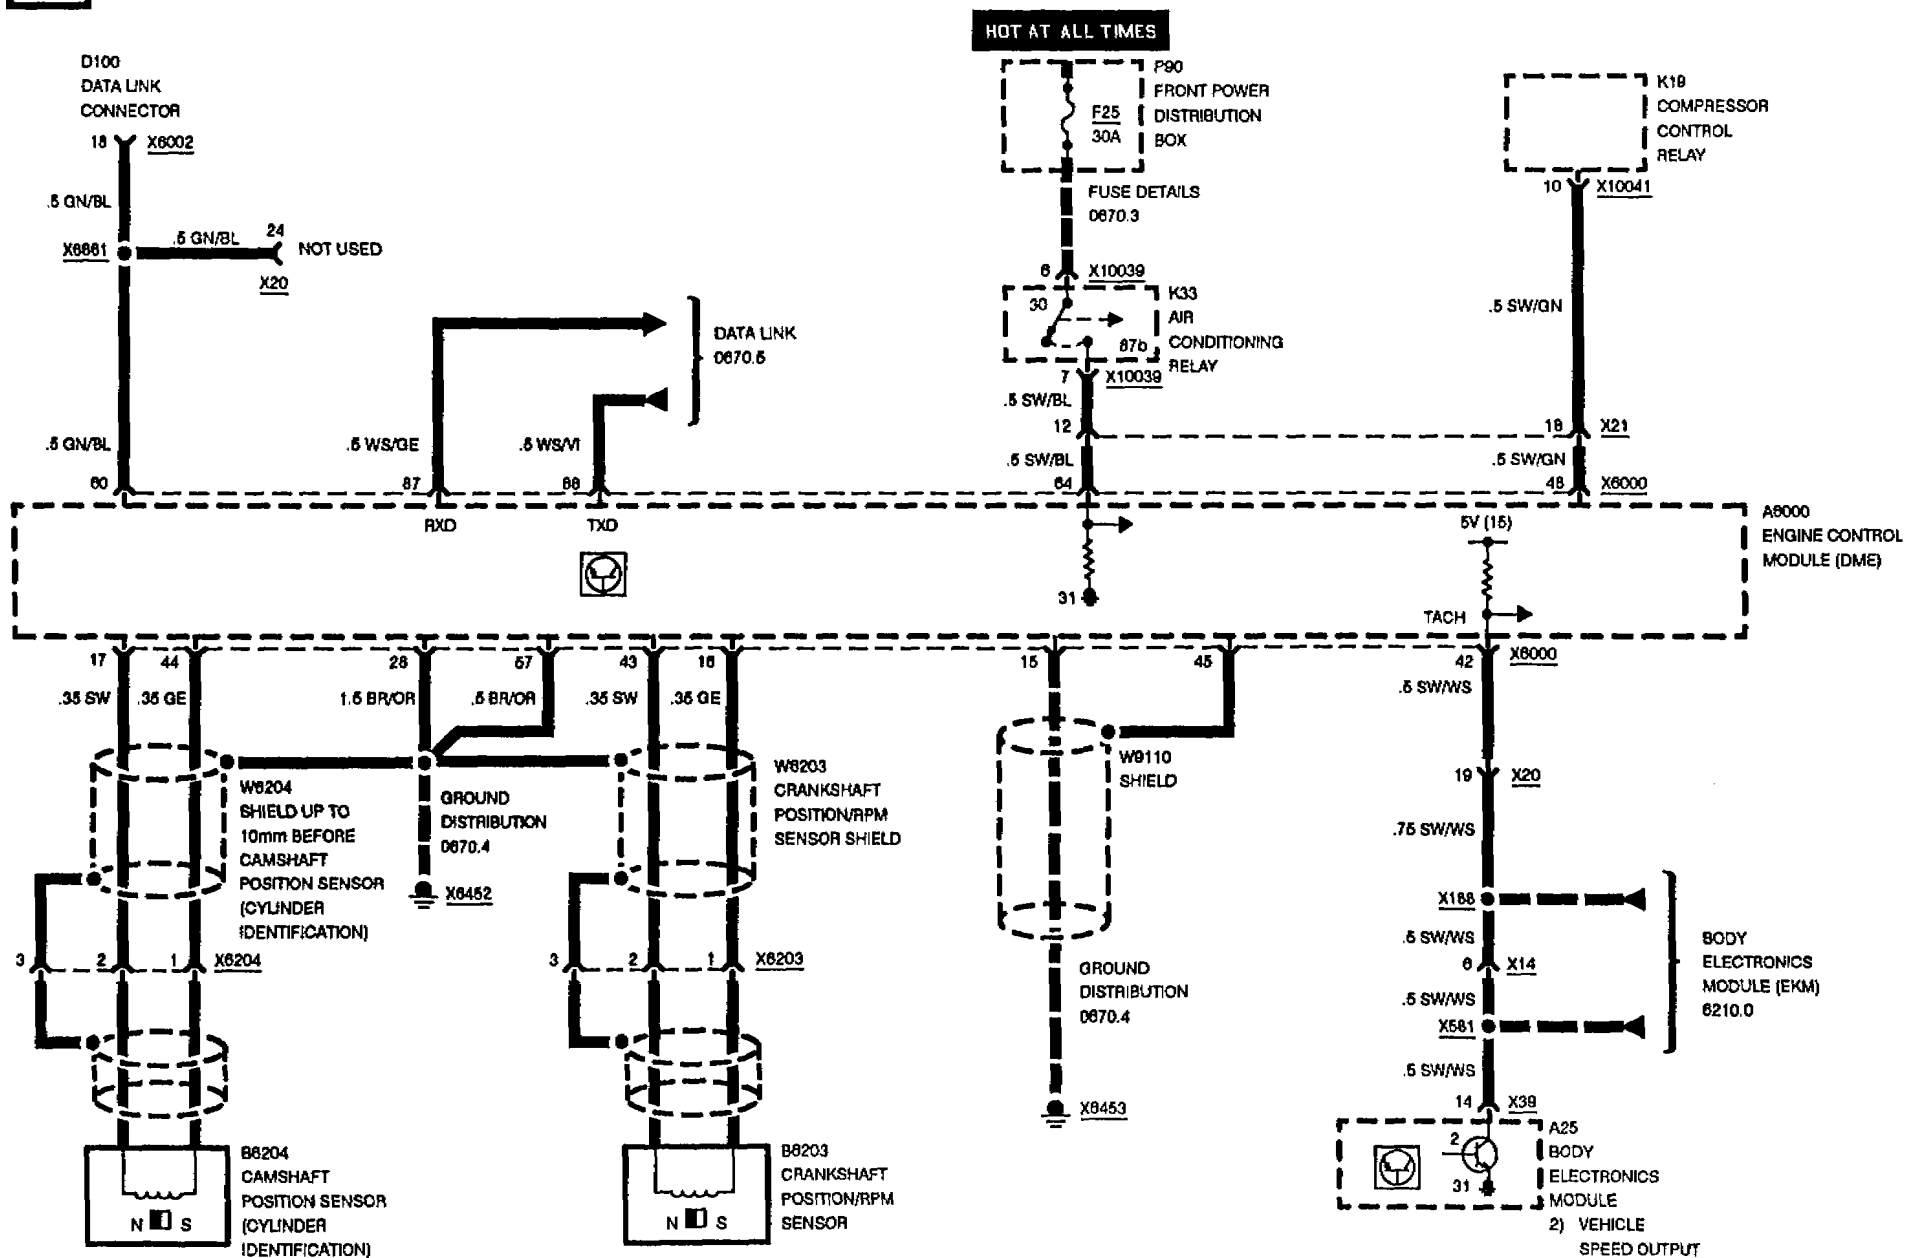 HOT AT ALL TIMES
D100
DATA LINK
CONNECTOR
18
X6002
.5 GN/BL
X6861
.5 GN/BL
24
NOT USED
X20
.5 GN/BL
60
DATA LINK
0670.5
.5 WS/GE
87
.5 WS/VI
88
P90
FRONT POWER
DISTRIBUTION
BOX
F25
30A
FUSE DETAILS
0670.3
6
X10039
K33
AIR
CONDITIONING
RELAY
30
87b
7
X10039
.5 SW/BL
12
.5 SW/BL
64
K19
COMPRESSOR
CONTROL
RELAY
10
X10041
.5 SW/GN
18
X21
.5 SW/GN
48
X6000
RXD
TXD
31
5V (15)
TACH
A6000
ENGINE CONTROL
MODULE (DME)
17
44
28
67
43
16
15
45
42
X6000
.35 SW
.35 GE
1.5 BR/OR
.5 BR/OR
.35 SW
.35 GE
.5 SW/WS
W6204
SHIELD UP TO
10mm BEFORE
CAMSHAFT
POSITION SENSOR
(CYLINDER
IDENTIFICATION)
GROUND
DISTRIBUTION
0670.4
X6452
W6203
CRANKSHAFT
POSITION/RPM
SENSOR SHIELD
W9110
SHIELD
19
X20
.75 SW/WS
X188
.5 SW/WS
6
X14
.5 SW/WS
X581
.5 SW/WS
14
X39
BODY
ELECTRONICS
MODULE (EKM)
6210.0
3
2
1
X6204
3
2
1
X6203
GROUND
DISTRIBUTION
0670.4
X6453
B6204
CAMSHAFT
POSITION SENSOR
(CYLINDER
IDENTIFICATION)
N S
B6203
CRANKSHAFT
POSITION/RPM
SENSOR
N S
2
31
A25
BODY
ELECTRONICS
MODULE
2) VEHICLE
SPEED OUTPUT